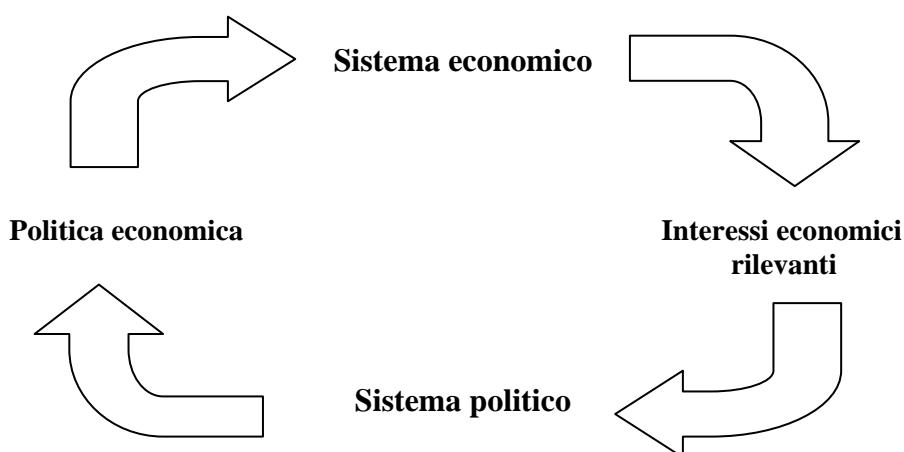 Sistema economico
Politica economica
Interessi economici
rilevanti
Sistema politico